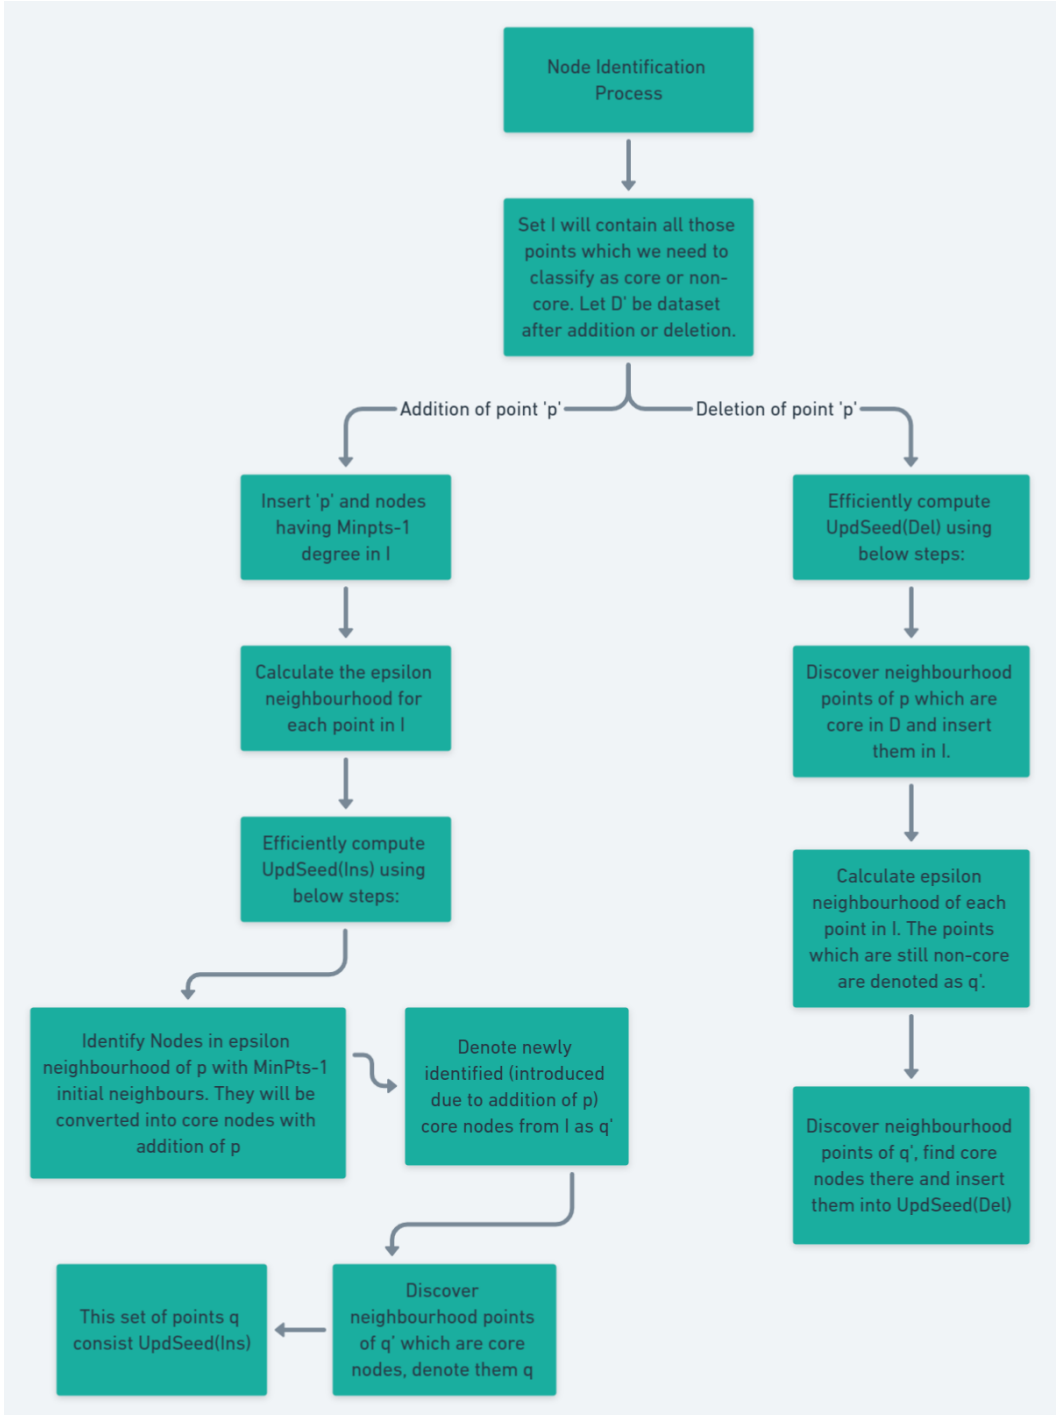 Node Identification
Process
Set I will contain all those
points which we need to
classify as core or non-
core. Let D' be dataset
after addition or deletion.
Addition of point 'p'
Deletion of point 'p'
Insert 'p' and nodes
having Minpts-1
degree in I
Calculate the epsilon
neighbourhood for
each point in I
Efficiently compute
UpdSeed(Ins) using
below steps:
Identify Nodes in epsilon
neighbourhood of p with MinPts-1
initial neighbours. They will be
converted into core nodes with
addition of p
Denote newly
identified (introduced
due to addition of p)
core nodes from I as q'
Discover
neighbourhood points
of q' which are core
nodes, denote them q
This set of points q
consist UpdSeed(Ins)
Efficiently compute
UpdSeed(Del) using
below steps:
Discover neighbourhood
points of p which are
core in D and insert
them in I.
Calculate epsilon
neighbourhood of each
point in I. The points
which are still non-core
are denoted as q'.
Discover neighbourhood
points of q', find core
nodes there and insert
them into UpdSeed(Del)